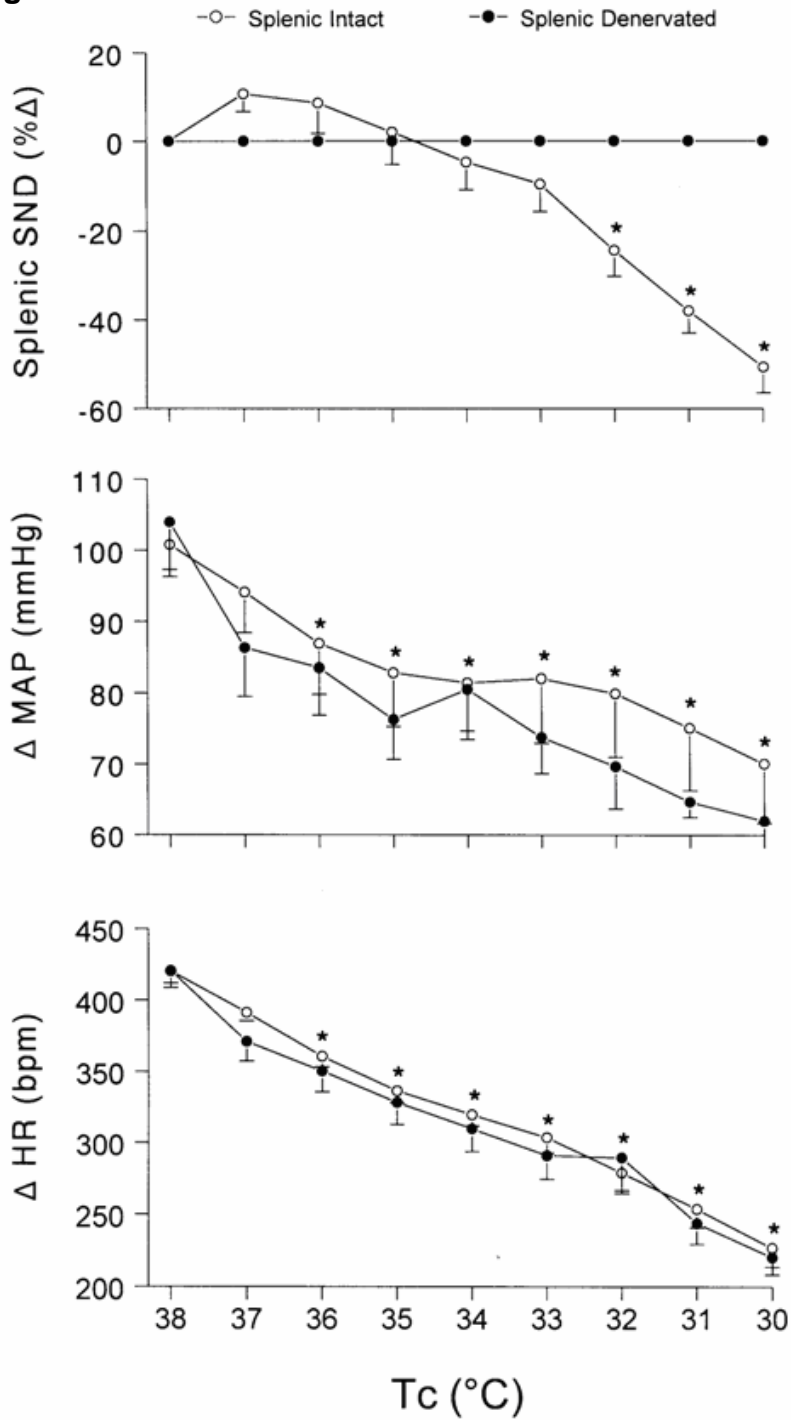 g
Splenic Intact Splenic Denervated
Splenic SND (%Δ)
20
0
-20
-40
-60
*
*
*
Δ MAP (mmHg)
110
100
90
80
70
60
* * * * * * *
Δ HR (bpm)
450
400
350
300
250
200
* * * * * * *
38 37 36 35 34 33 32 31 30
Tc (°C)